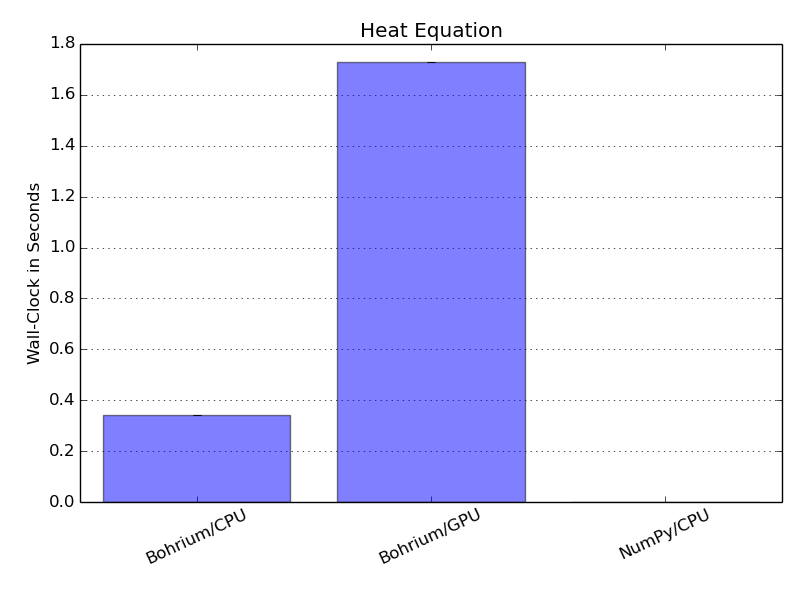 Heat Equation
Wall-Clock in Seconds
1.8
1.6
1.4
1.2
1.0
0.8
0.6
0.4
0.2
0.0
Bohrium/CPU
Bohrium/GPU
NumPy/CPU